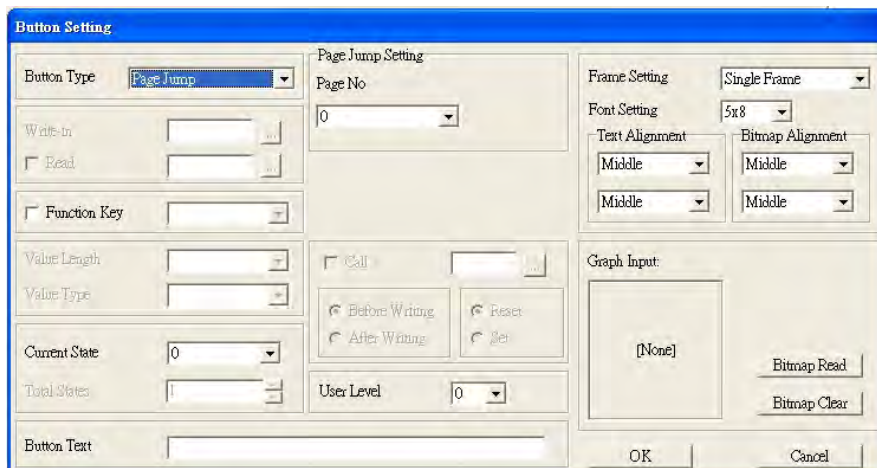 Button Setting
Button Type
Page Jump
Page Jump Setting
Page No
0
Frame Setting
Single Frame
Font Setting
5x8
Text Alignment
Bitmap Alignment
Middle
Middle
Middle
Middle
Write-in
...
Read
...
Function Key
Value Length
Value Type
Call
...
Before Writing
After Writing
Reset
Set
Graph Input:
[None]
Bitmap Read
Bitmap Clear
Current State
0
Total States
1
User Level
0
Button Text
OK
Cancel